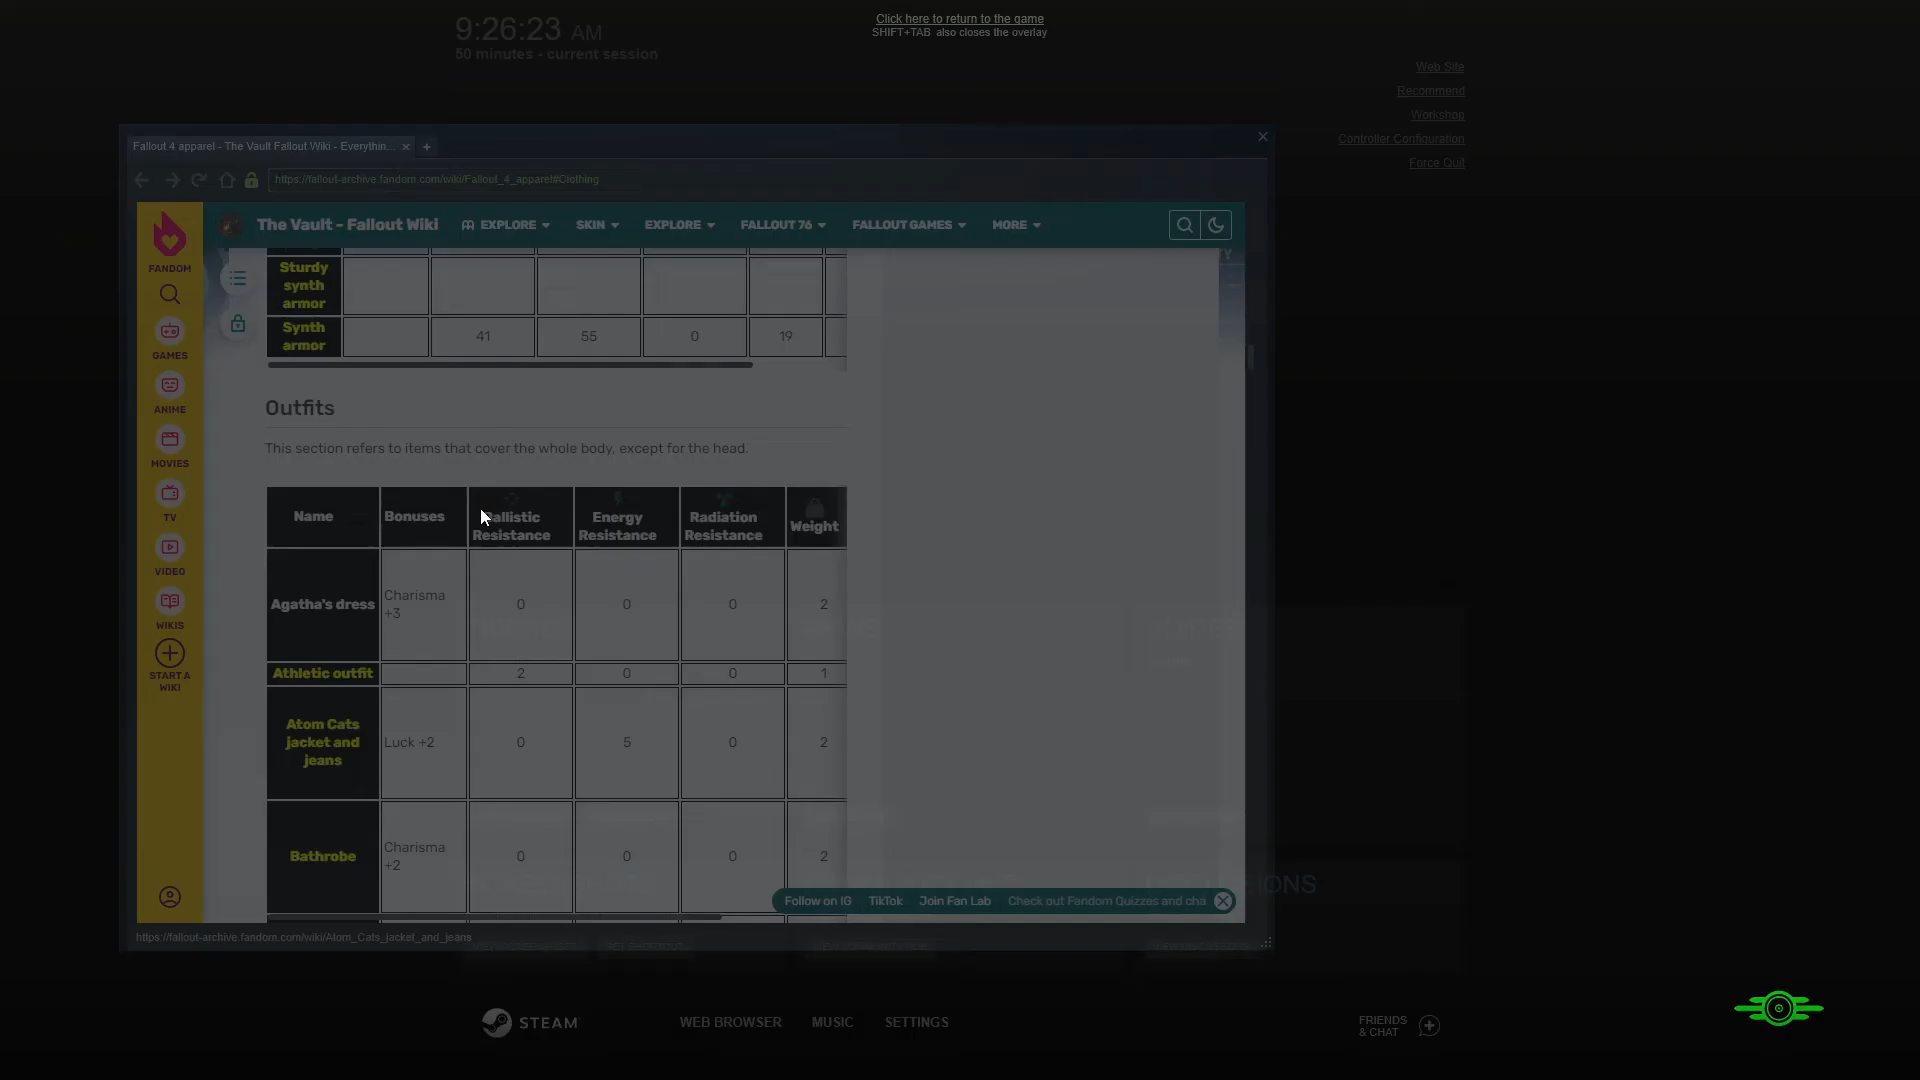 9:26:23 AM
50 minutes - current session
Click here to return to the game
SHIFT+TAB also closes the overlay
Web Site
Recommend
Workshop
Controller Configuration
Force Quit
Fallout 4 apparel - The Vault Fallout Wiki - Everythin...
https://fallout-archive.fandom.com/wiki/Fallout_4_apparel#Clothing
The Vault - Fallout Wiki
EXPLORE
SKIN
EXPLORE
FALLOUT 76
FALLOUT GAMES
MORE
FANDOM
GAMES
ANIME
MOVIES
TV
VIDEO
WIKIS
START A
WIKI
Sturdy
synth
armor
Synth
armor
41 55 0 19
Outfits
This section refers to items that cover the whole body, except for the head.
Name
Bonuses
Ballistic
Resistance
Energy
Resistance
Radiation
Resistance
Weight
Agatha's dress
Charisma
+3
0 0 0 2
Athletic outfit
2 0 0 1
Atom Cats
jacket and
jeans
Luck +2
0 5 0 2
Bathrobe
Charisma
+2
0 0 0 2
Follow on IG TikTok Join Fan Lab Check out Fandom Quizzes and cha
https://fallout-archive.fandom.com/wiki/Atom_Cats_jacket_and_jeans
STEAM
WEB BROWSER
MUSIC
SETTINGS
FRIENDS
& CHAT